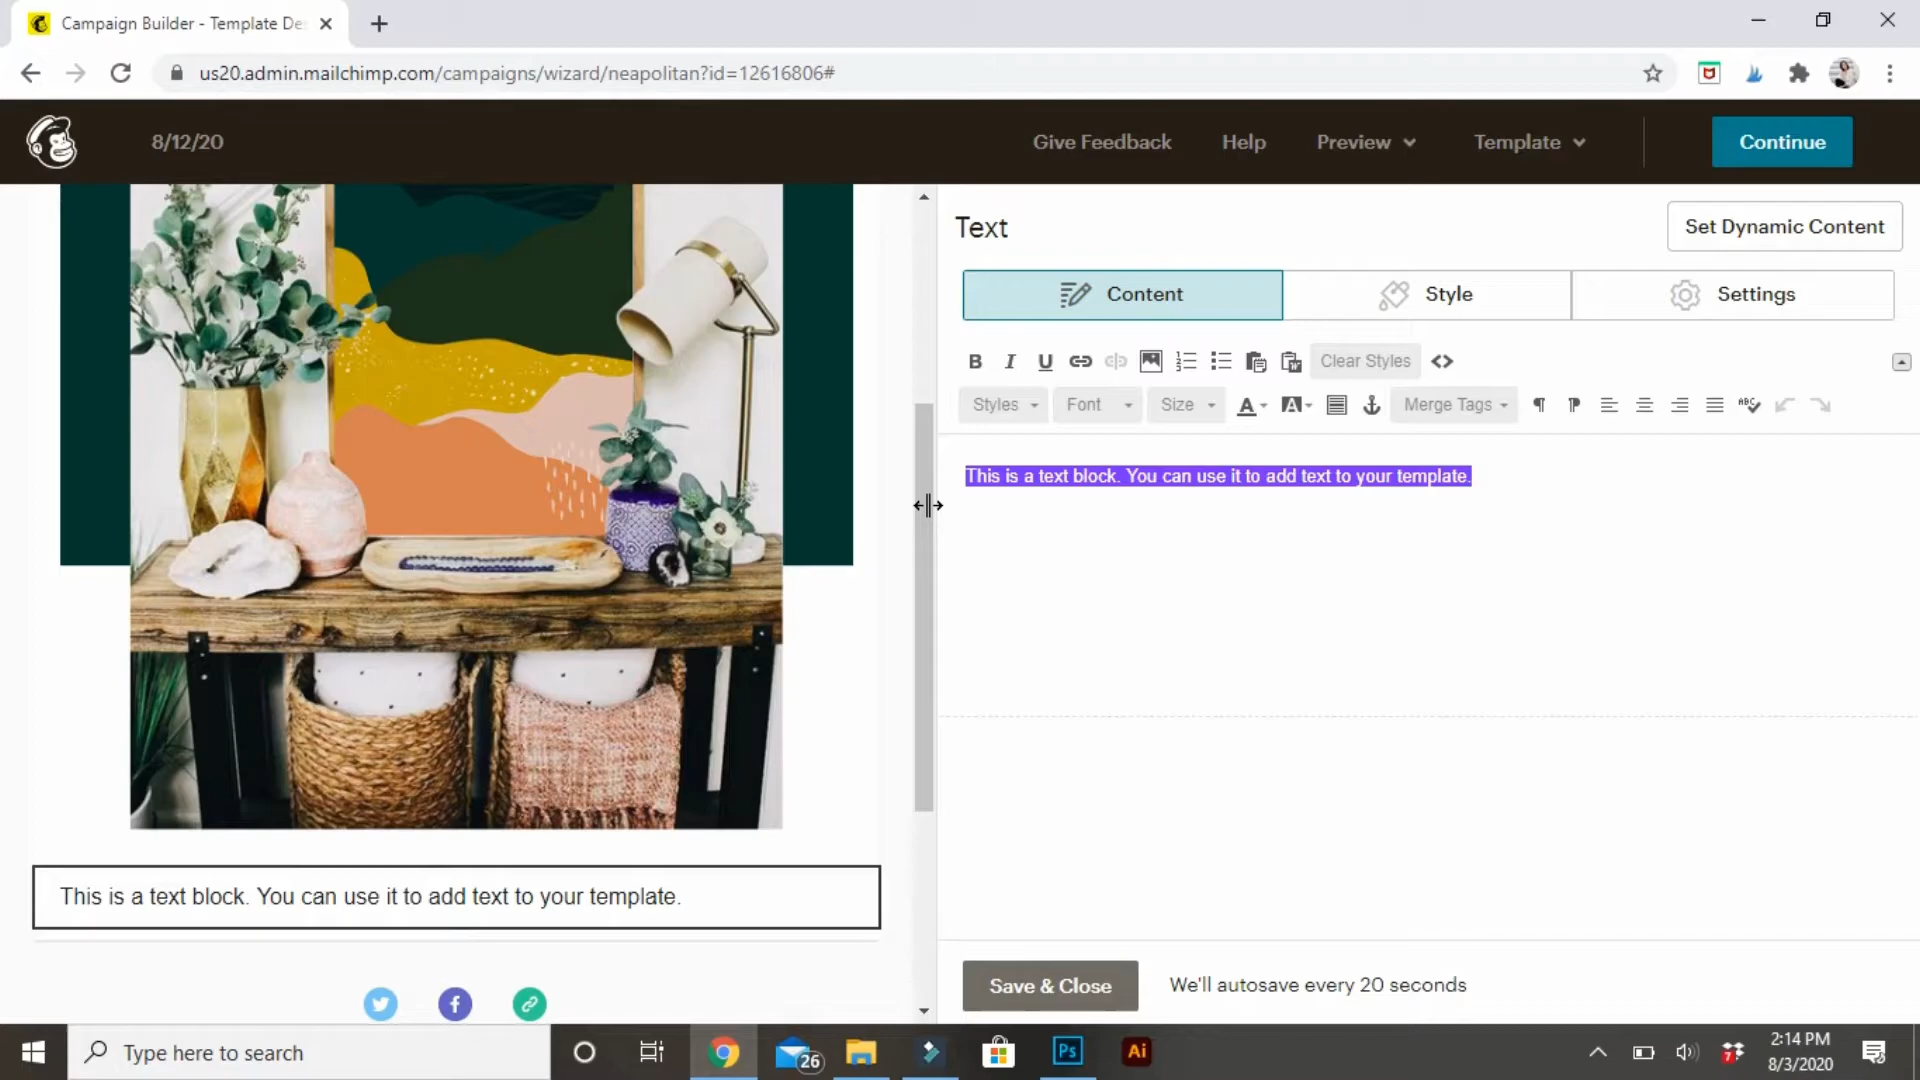 Campaign Builder - Template De
us20.admin.mailchimp.com/campaigns/wizard/neapolitan?id=12616806#
8/12/20
Give Feedback
Help
Preview
Template
Continue
Text
Set Dynamic Content
Content
Style
Settings
B I U
Clear Styles
Styles
Font
Size
A
A
Merge Tags
ABC
This is a text block. You can use it to add text to your template.
This is a text block. You can use it to add text to your template.
Save & Close
We'll autosave every 20 seconds
Type here to search
26
Ps
Ai
7
2:14 PM
8/3/2020